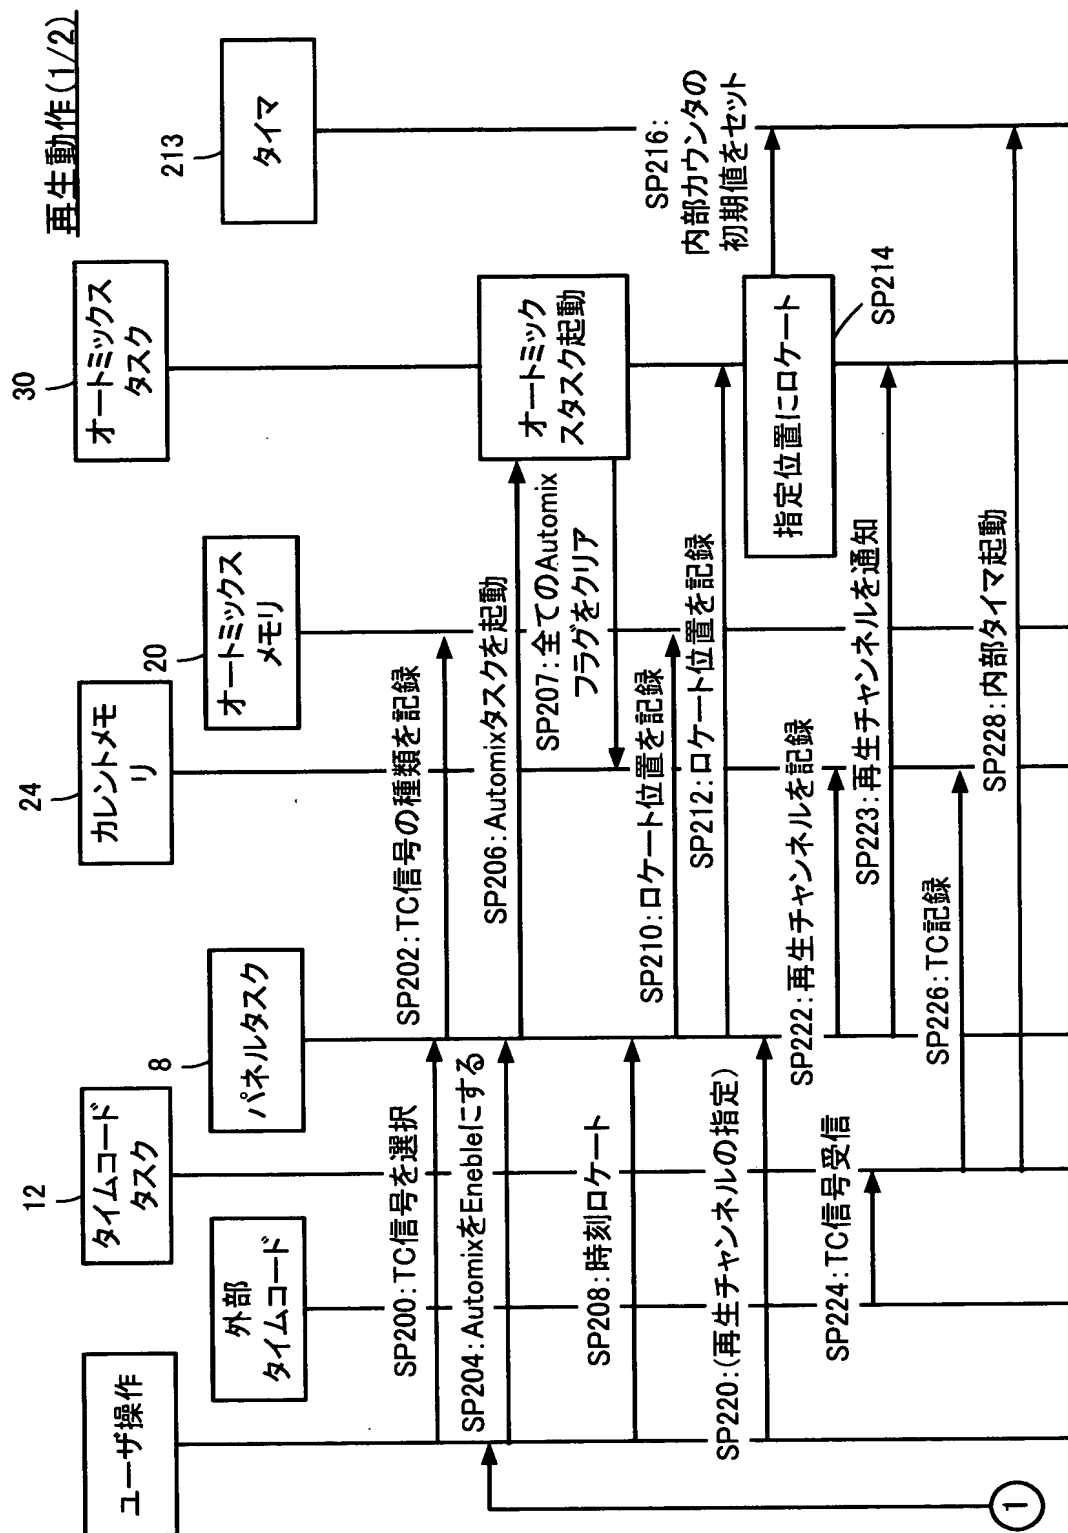 再生動作(1/2)
ユーザ操作
外部
タイムコード
12
タイムコード
タスク
8
パネルタスク
24
カレントメモ
リ
20
オートミックス
メモリ
30
オートミックス
タスク
213
タイマ
SP200:TC信号を選択
SP202:TC信号の種類を記録
SP204:AutomixをEnebleにする
SP206:Automixタスクを起動
オートミック
スタスク起動
SP207:全てのAutomix
フラグをクリア
SP208:時刻ロケート
SP210:ロケート位置を記録
SP212:ロケート位置を記録
指定位置にロケート
SP214
SP216:
内部カウンタの
初期値をセット
SP220:(再生チャンネルの指定)
SP222:再生チャンネルを記録
SP223:再生チャンネルを通知
SP224:TC信号受信
SP226:TC記録
SP228:内部タイマ起動
1